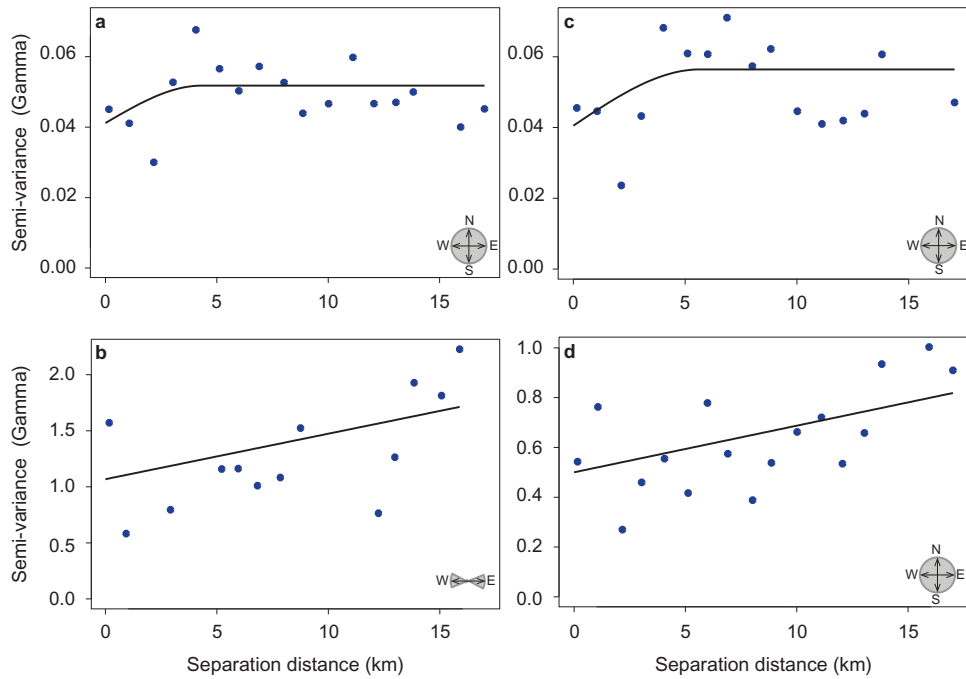 a
Semi-variance (Gamma)
0.06
0.04
0.02
0.00
N
W E
S
0 5 10 15
c
0.06
0.04
0.02
0.00
N
W E
S
0 5 10 15
b
Semi-variance (Gamma)
2.0
1.5
1.0
0.5
0.0
W E
0 5 10 15
Separation distance (km)
d
1.0
0.8
0.6
0.4
0.2
0.0
N
W E
S
0 5 10 15
Separation distance (km)